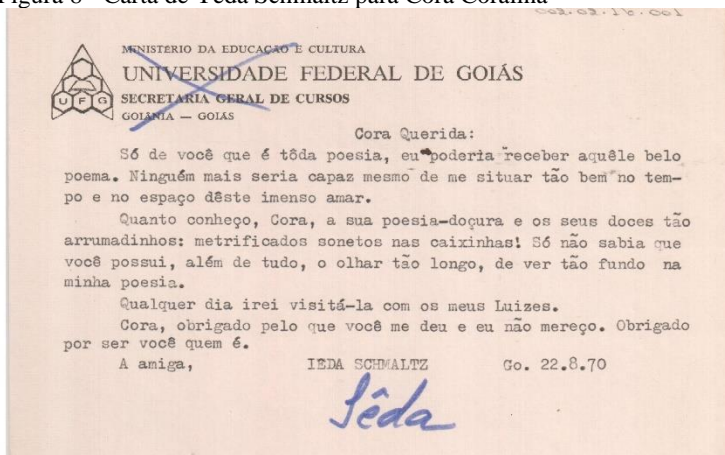 Figura 8 - Carta de Yêda Schmaltz para Cora Coralina
002.02.16.001
MINISTÉRIO DA EDUCAÇÃO E CULTURA
UNIVERSIDADE FEDERAL DE GOIÁS
SECRETARIA GERAL DE CURSOS
GOIÂNIA — GOIÁS
UFG
Cora Querida:
Só de você que é tôda poesia, eu poderia receber aquêle belo
poema. Ninguém mais seria capaz mesmo de me situar tão bem no tem-
po e no espaço dêste imenso amar.
Quanto conheço, Cora, a sua poesia-doçura e os seus doces tão
arrumadinhos: metrificados sonetos nas caixinhas! Só não sabia que
você possui, além de tudo, o olhar tão longo, de ver tão fundo na
minha poesia.
Qualquer dia irei visitá-la com os meus Luizes.
Cora, obrigado pelo que você me deu e eu não mereço. Obrigado
por ser você quem é.
A amiga, IEDA SCHMALTZ Go. 22.8.70
Iêda